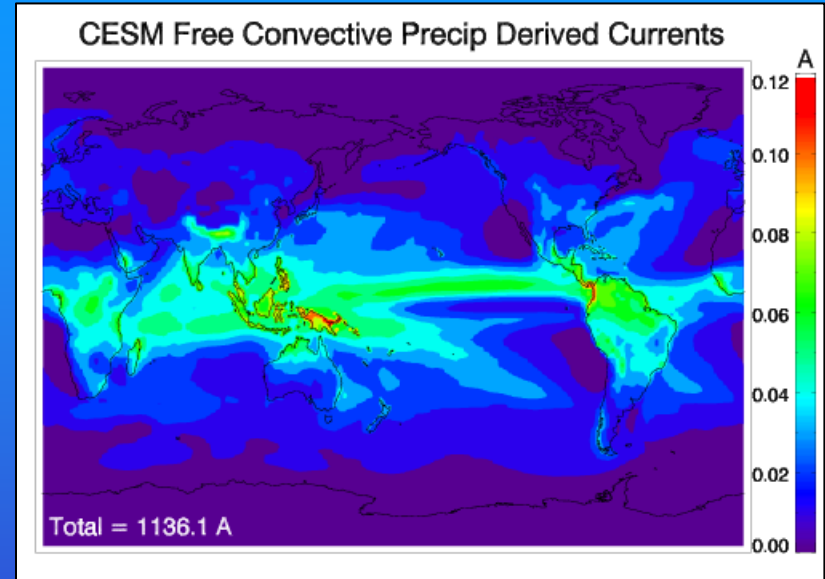 CESM Free Convective Precip Derived Currents
A
0.12
0.10
0.08
0.06
0.04
0.02
0.00
Total = 1136.1 A